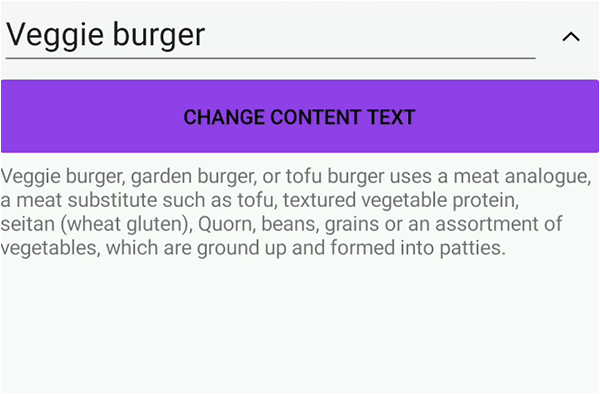 Veggie burger
CHANGE CONTENT TEXT
Veggie burger, garden burger, or tofu burger uses a meat analogue,
a meat substitute such as tofu, textured vegetable protein,
seitan (wheat gluten), Quorn, beans, grains or an assortment of
vegetables, which are ground up and formed into patties.